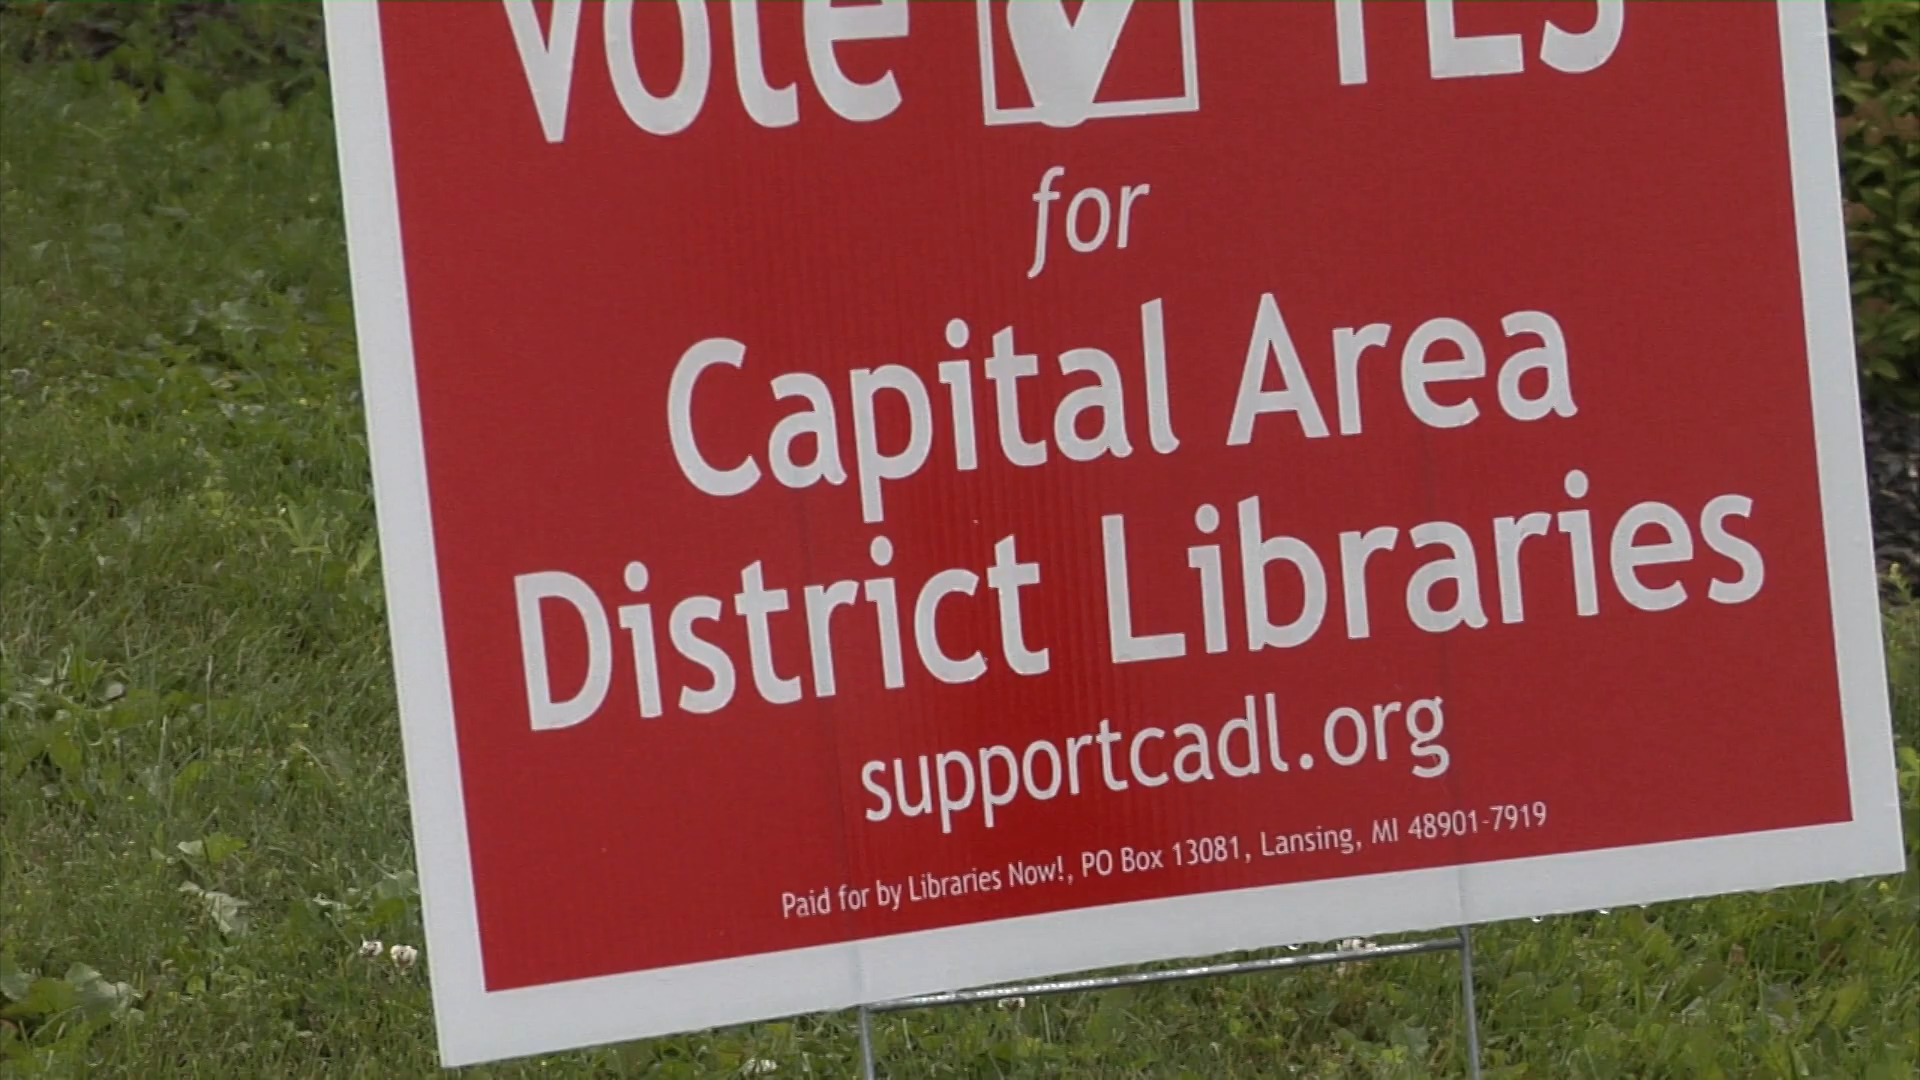 Vote YES
for
Capital Area
District Libraries
supportcadl.org
Paid for by Libraries Now!, PO Box 13081, Lansing, MI 48901-7919